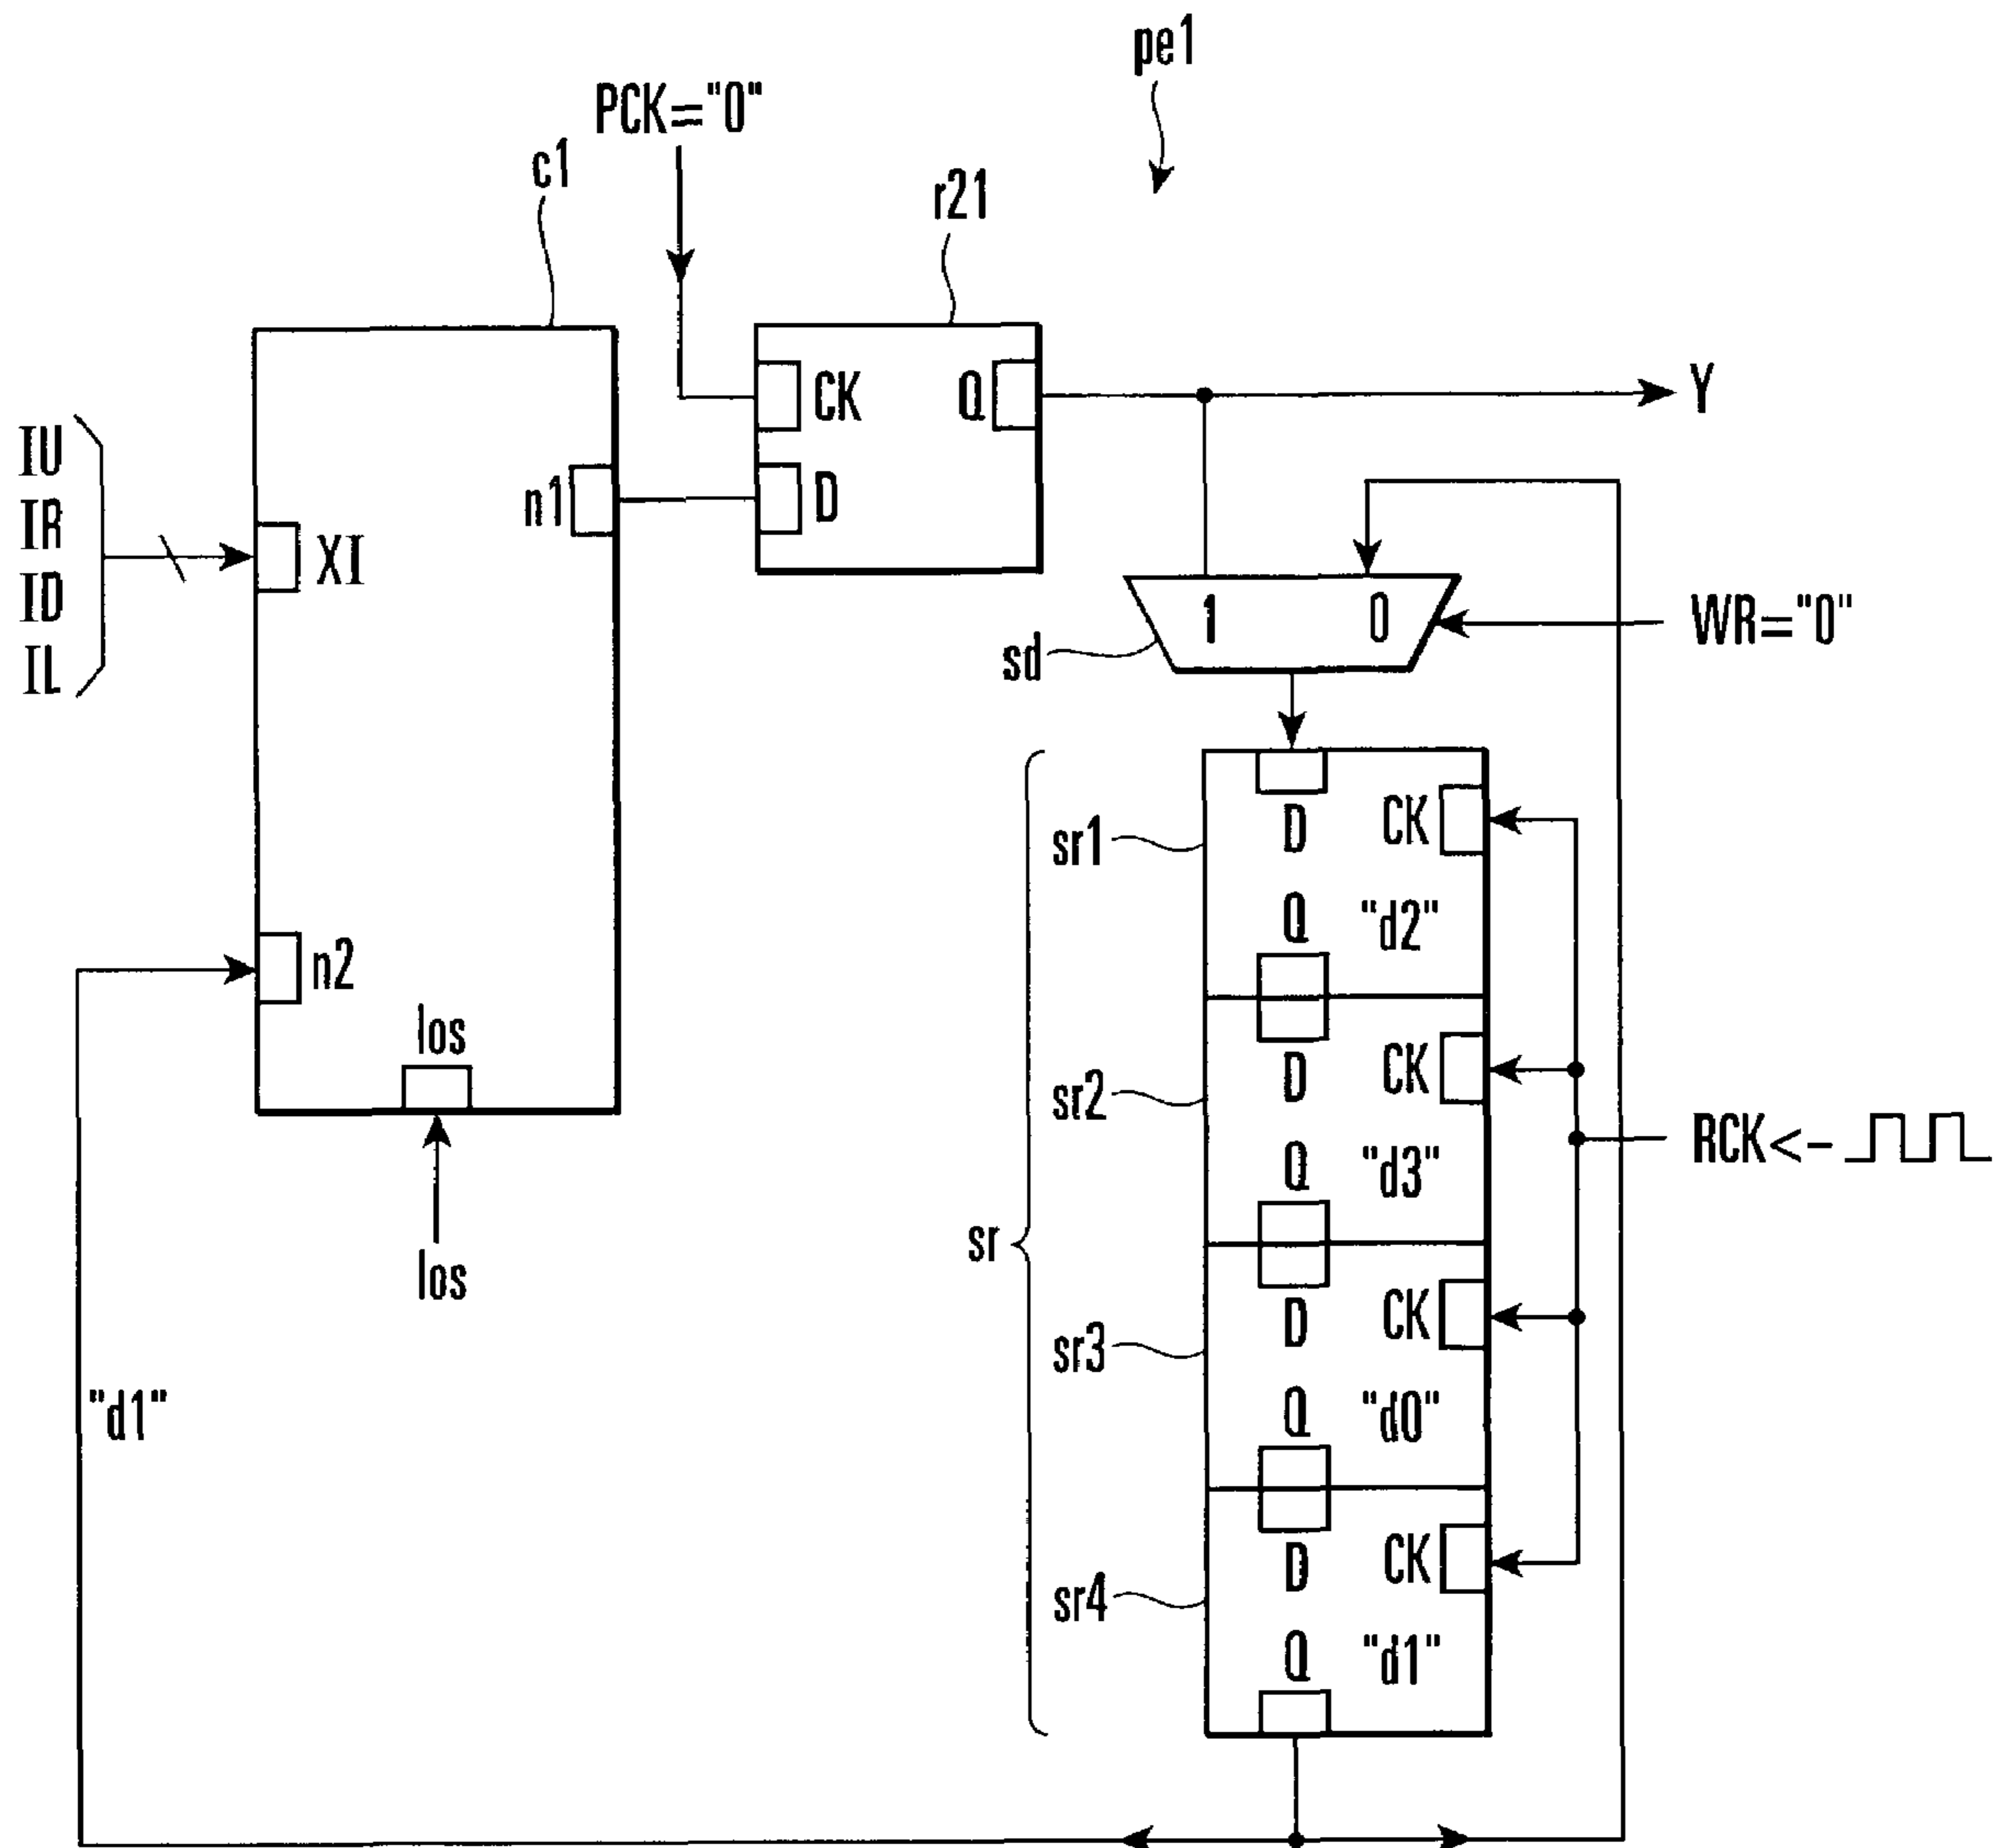 pe1
PCK="0"
c1
r21
CK
Q
Y
IU
IR
ID
IL
XI
n1
D
1
0
WR="0"
sd
D
CK
sr1
Q
"d2"
n2
los
los
D
CK
sr2
RCK<-
Q
"d3"
sr
D
CK
sr3
Q
"d0"
"d1"
D
CK
sr4
Q
"d1"